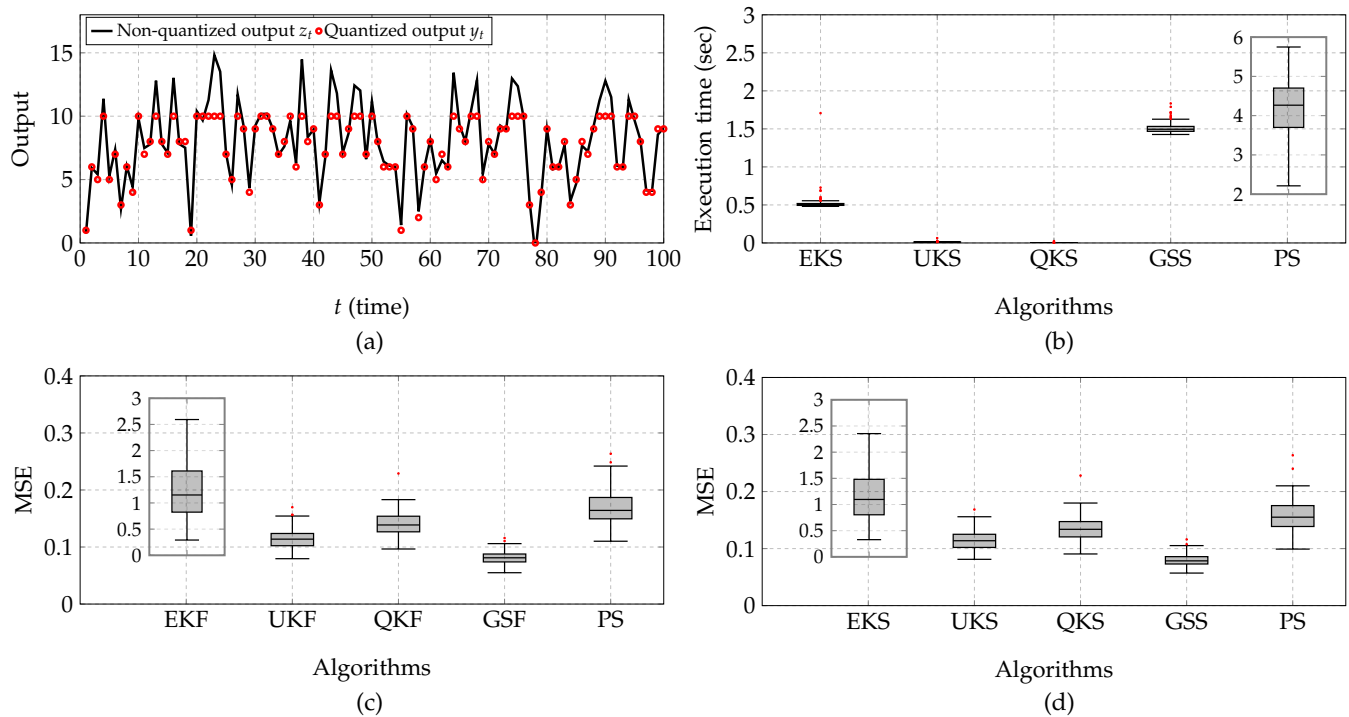 Non-quantized output z_t Quantized output y_t
15
10
5
0
Output
0 10 20 30 40 50 60 70 80 90 100
t (time)
(a)
3
2.5
2
1.5
1
0.5
0
Execution time (sec)
6
5
4
3
2
EKS UKS QKS GSS PS
Algorithms
(b)
0.4
0.3
0.2
0.1
0
MSE
3
2.5
2
1.5
1
0.5
0
EKF UKF QKF GSF PS
Algorithms
(c)
0.4
0.3
0.2
0.1
0
MSE
3
2.5
2
1.5
1
0.5
0
EKS UKS QKS GSS PS
Algorithms
(d)